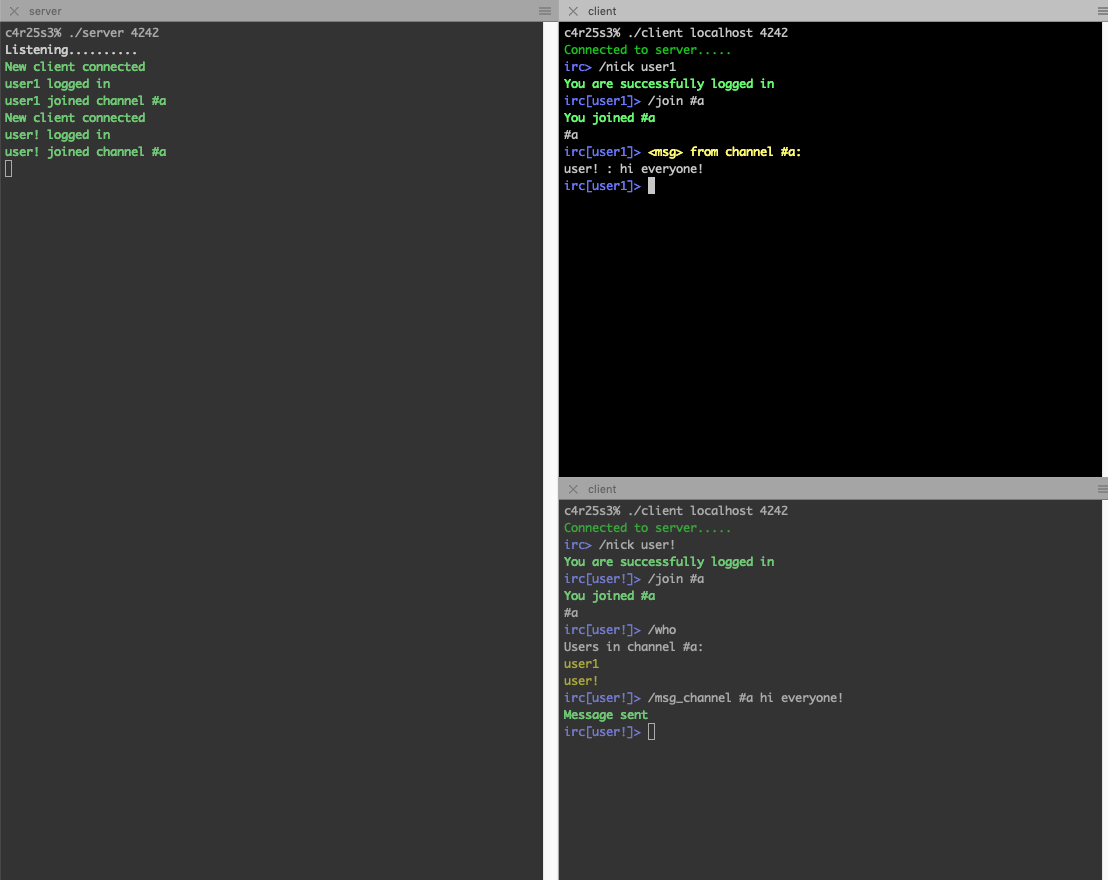 server
c4r25s3% ./server 4242
Listening..........
New client connected
user1 logged in
user1 joined channel #a
New client connected
user! logged in
user! joined channel #a
client
c4r25s3% ./client localhost 4242
Connected to server.....
irc> /nick user1
You are successfully logged in
irc[user1]> /join #a
You joined #a
#a
irc[user1]> <msg> from channel #a:
user! : hi everyone!
irc[user1]>
client
c4r25s3% ./client localhost 4242
Connected to server.....
irc> /nick user!
You are successfully logged in
irc[user!]> /join #a
You joined #a
#a
irc[user!]> /who
Users in channel #a:
user1
user!
irc[user!]> /msg_channel #a hi everyone!
Message sent
irc[user!]>